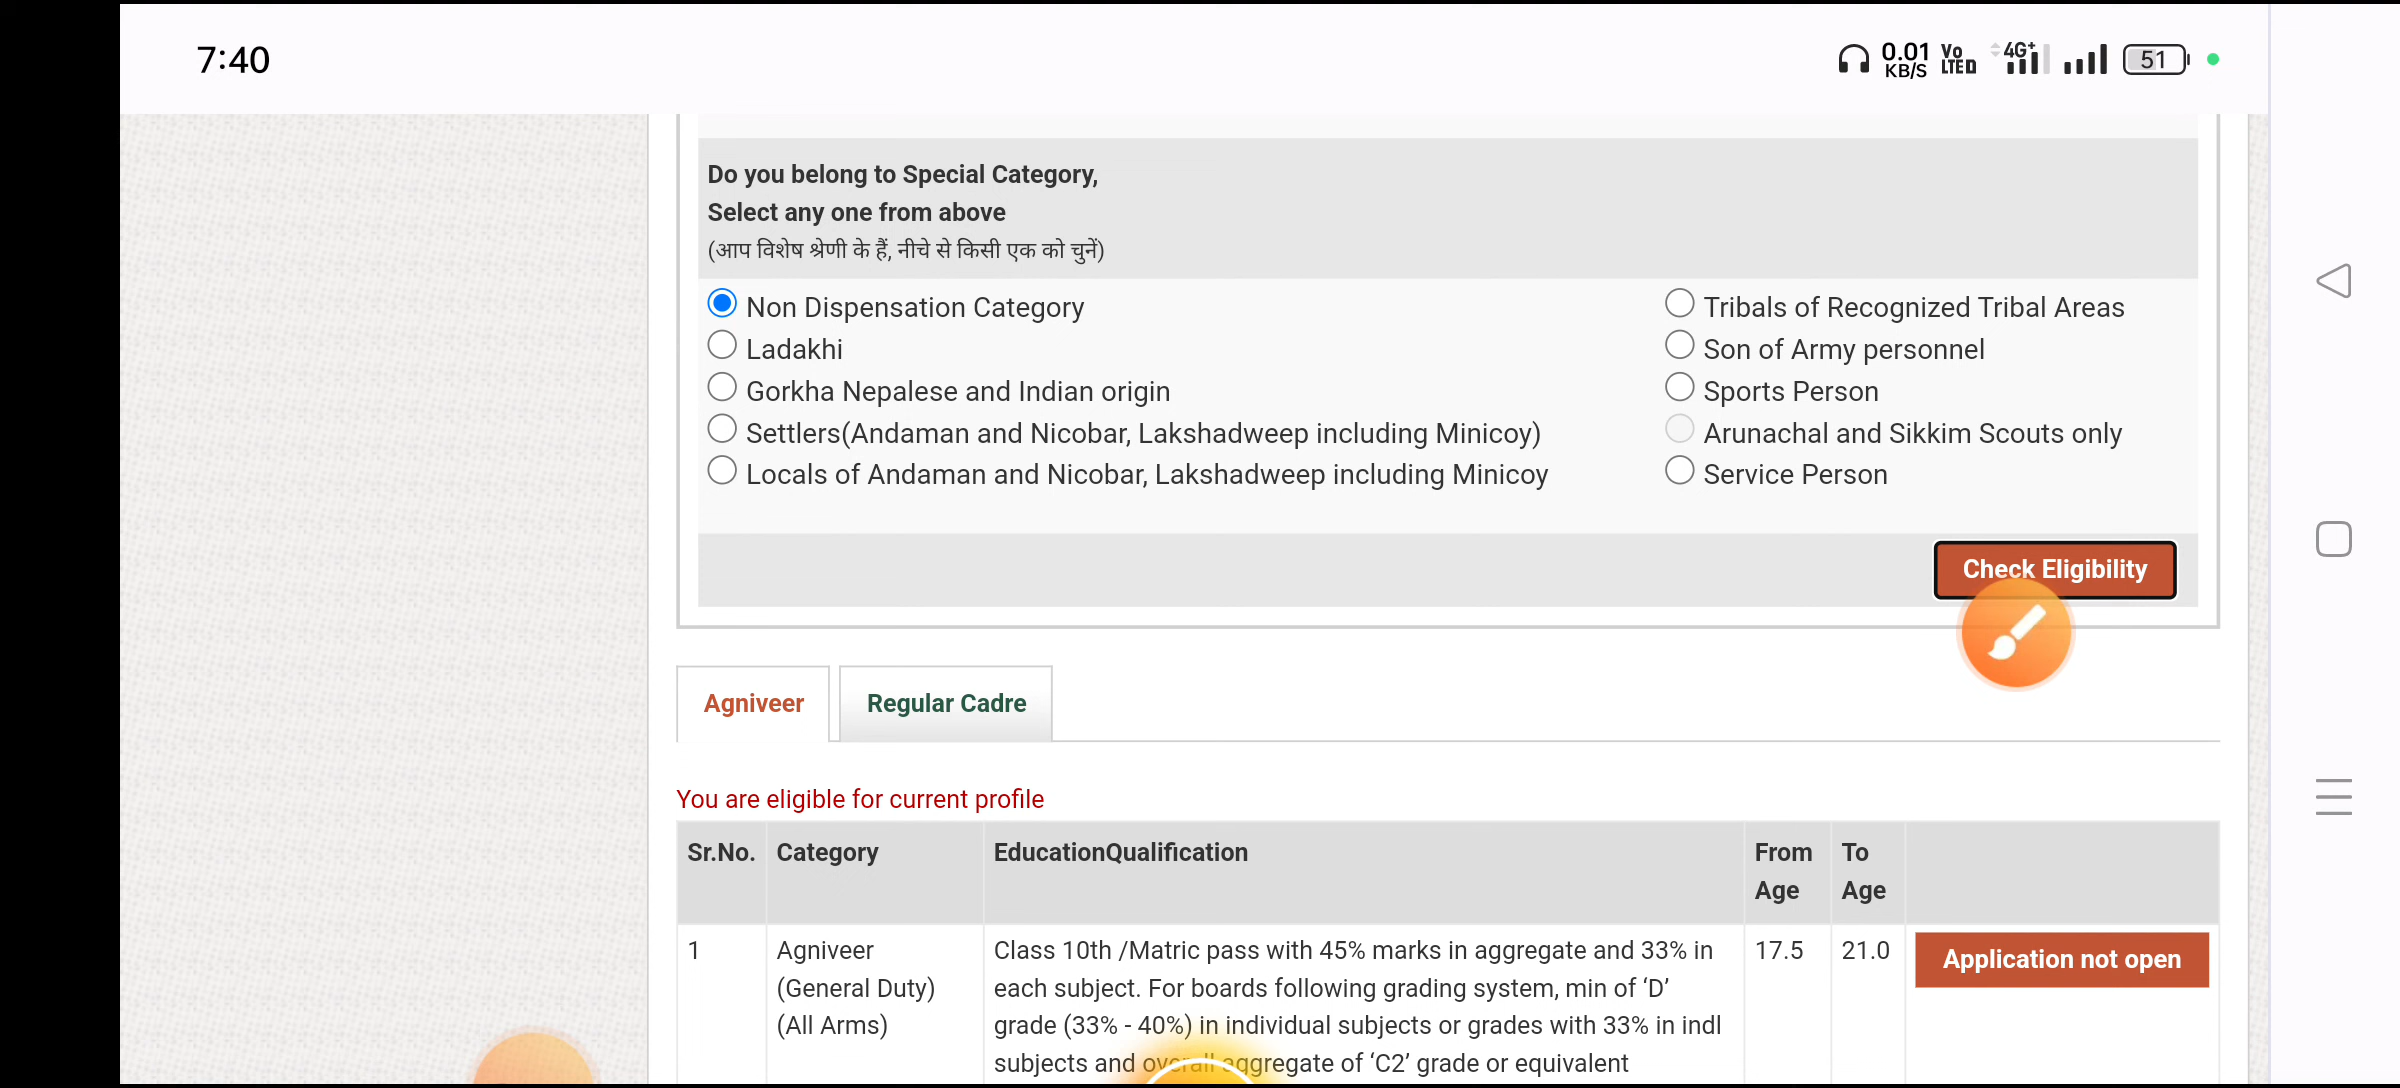 7:40
0.01 KB/S Vo LTE D 4G+ 51
Do you belong to Special Category,
Select any one from above
(आप विशेष श्रेणी के हैं, नीचे से किसी एक को चुनें)
Non Dispensation Category
Tribals of Recognized Tribal Areas
Ladakhi
Son of Army personnel
Gorkha Nepalese and Indian origin
Sports Person
Settlers(Andaman and Nicobar, Lakshadweep including Minicoy)
Arunachal and Sikkim Scouts only
Locals of Andaman and Nicobar, Lakshadweep including Minicoy
Service Person
Check Eligibility
Agniveer
Regular Cadre
You are eligible for current profile
Sr.No. Category EducationQualification From Age To Age
1
Agniveer
(General Duty)
(All Arms)
Class 10th /Matric pass with 45% marks in aggregate and 33% in
each subject. For boards following grading system, min of ‘D’
grade (33% - 40%) in individual subjects or grades with 33% in indl
subjects and overall aggregate of ‘C2’ grade or equivalent
17.5
21.0
Application not open